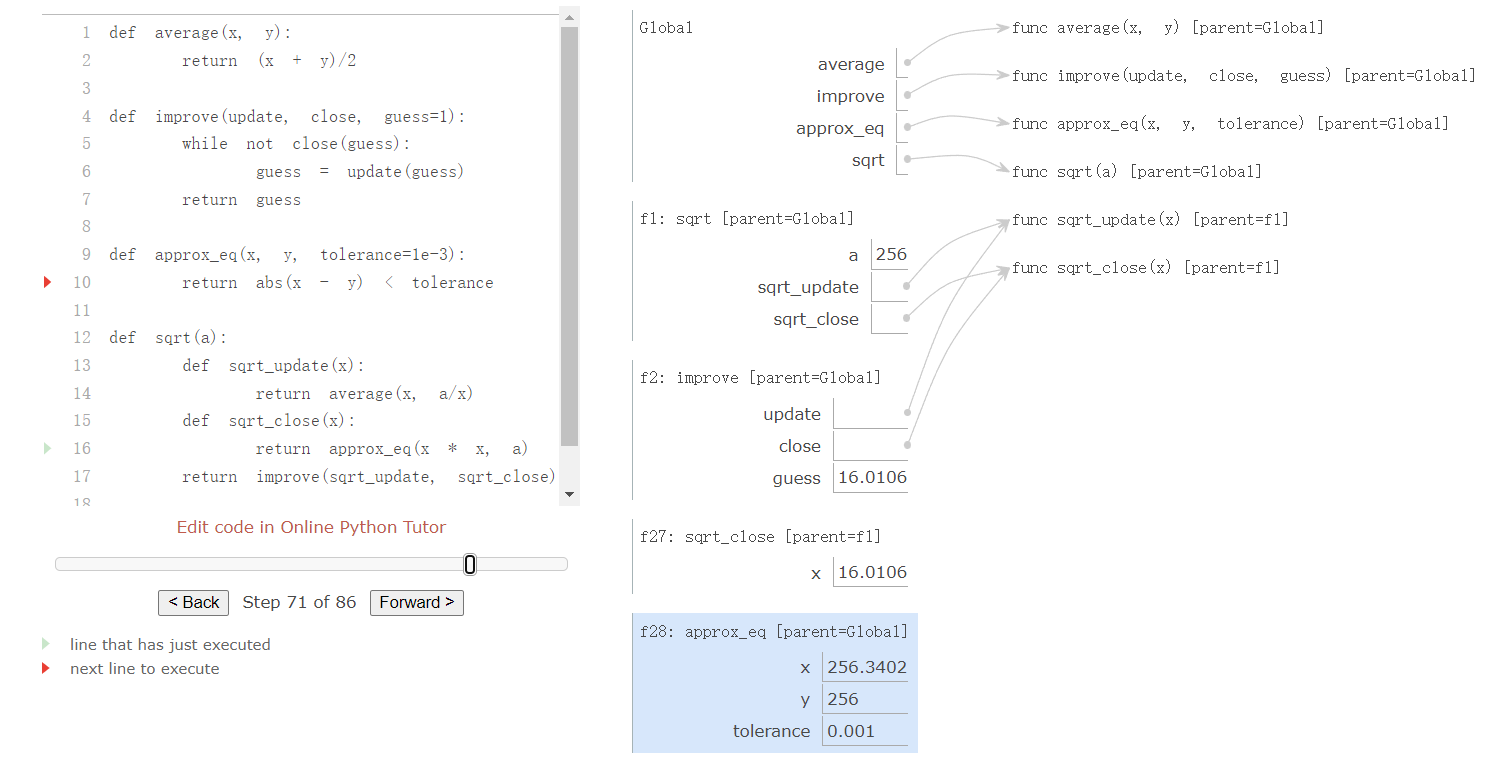 1 def average(x, y):
2 return (x + y)/2
3
4 def improve(update, close, guess=1):
5 while not close(guess):
6 guess = update(guess)
7 return guess
8
9 def approx_eq(x, y, tolerance=1e-3):
10 return abs(x - y) < tolerance
11
12 def sqrt(a):
13 def sqrt_update(x):
14 return average(x, a/x)
15 def sqrt_close(x):
16 return approx_eq(x * x, a)
17 return improve(sqrt_update, sqrt_close)
18
Edit code in Online Python Tutor
< Back Step 71 of 86 Forward >
line that has just executed
next line to execute
Global
average
improve
approx_eq
sqrt
func average(x, y) [parent=Global]
func improve(update, close, guess) [parent=Global]
func approx_eq(x, y, tolerance) [parent=Global]
func sqrt(a) [parent=Global]
func sqrt_update(x) [parent=f1]
func sqrt_close(x) [parent=f1]
f1: sqrt [parent=Global]
a 256
sqrt_update
sqrt_close
f2: improve [parent=Global]
update
close
guess 16.0106
f27: sqrt_close [parent=f1]
x 16.0106
f28: approx_eq [parent=Global]
x 256.3402
y 256
tolerance 0.001